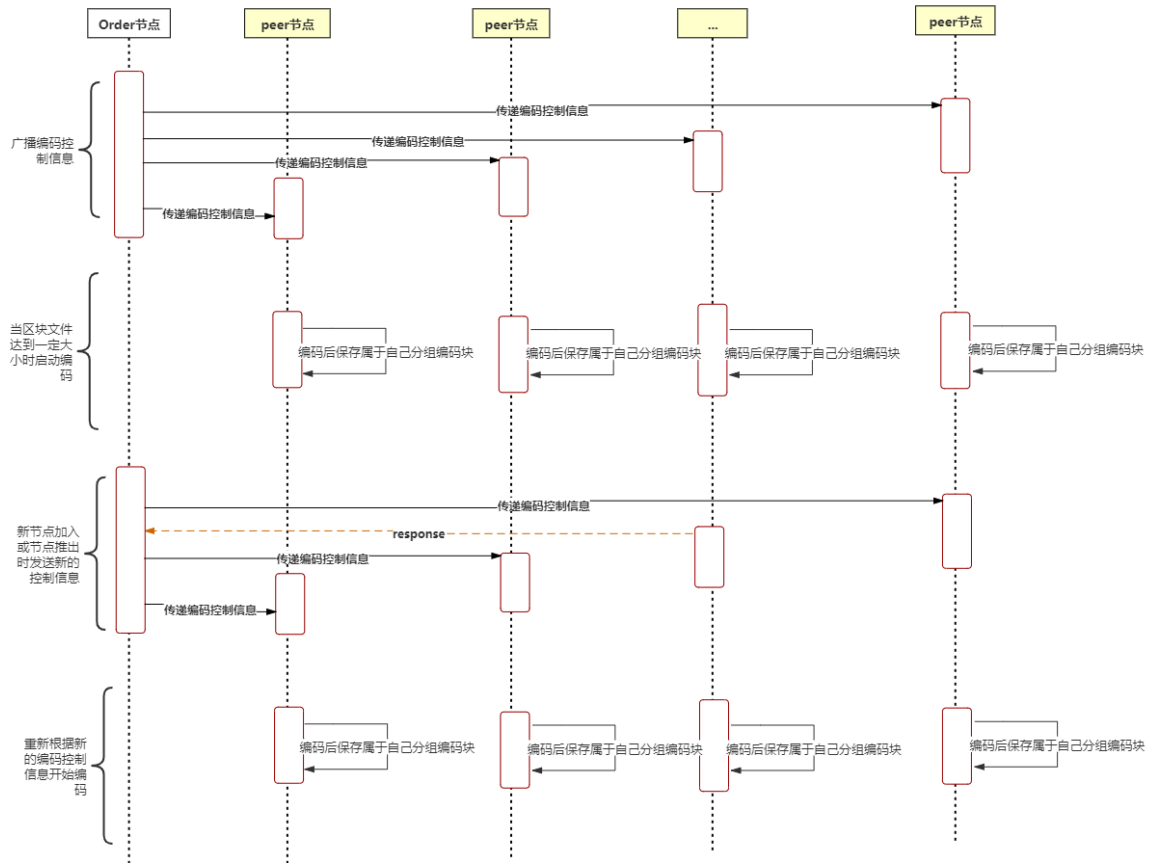 Order节点
peer节点
peer节点
...
peer节点
广播编码控
制信息
传递编码控制信息
传递编码控制信息
传递编码控制信息
传递编码控制信息
当区块文件
达到一定大
小时启动编
码
编码后保存属于自己分组编码块
编码后保存属于自己分组编码块
编码后保存属于自己分组编码块
编码后保存属于自己分组编码块
新节点加入
或节点推出
时发送新的
控制信息
传递编码控制信息
response
传递编码控制信息
传递编码控制信息
重新根据新
的编码控制
信息开始编
码
编码后保存属于自己分组编码块
编码后保存属于自己分组编码块
编码后保存属于自己分组编码块
编码后保存属于自己分组编码块